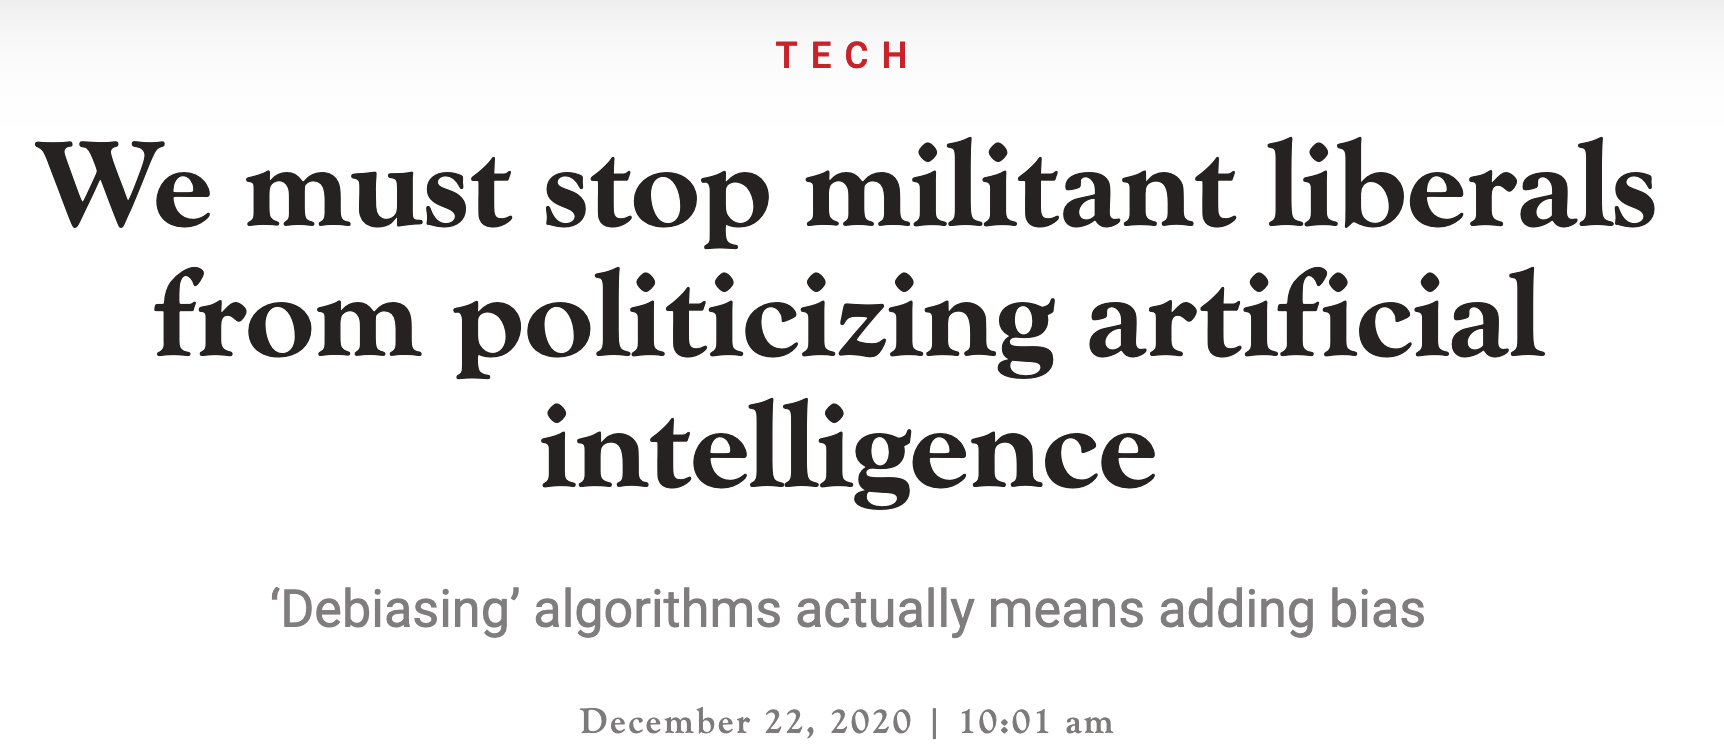 TECH
We must stop militant liberals
from politicizing artificial
intelligence
‘Debiasing’ algorithms actually means adding bias
December 22, 2020 | 10:01 am